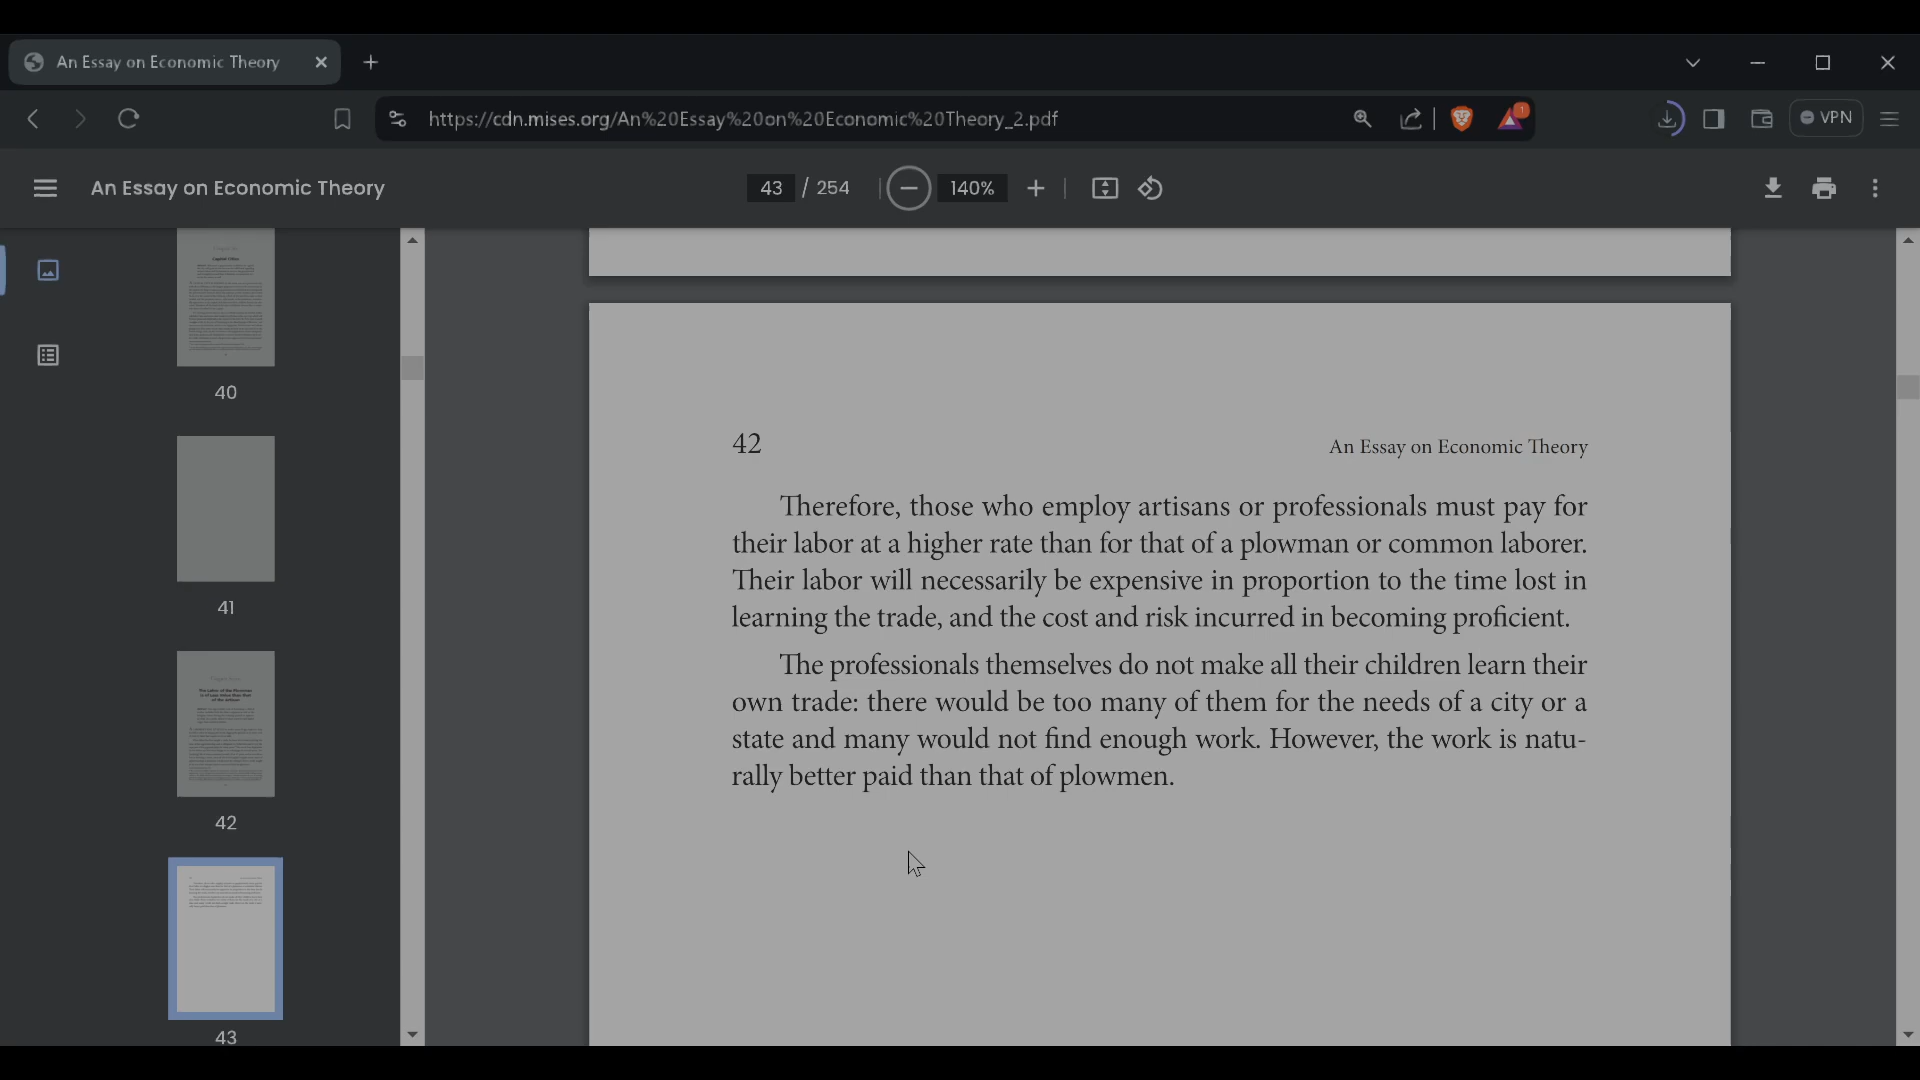 An Essay on Economic Theory
https://cdn.mises.org/An%20Essay%20on%20Economic%20Theory_2.pdf
1
VPN
An Essay on Economic Theory
43 / 254
140%
40
41
42
43
42
An Essay on Economic Theory
Therefore, those who employ artisans or professionals must pay for
their labor at a higher rate than for that of a plowman or common laborer.
Their labor will necessarily be expensive in proportion to the time lost in
learning the trade, and the cost and risk incurred in becoming proficient.
The professionals themselves do not make all their children learn their
own trade: there would be too many of them for the needs of a city or a
state and many would not find enough work. However, the work is natu-
rally better paid than that of plowmen.